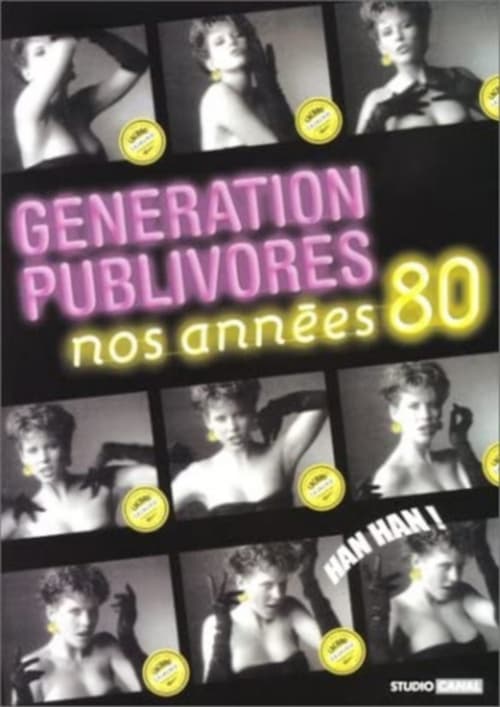 GENERATION
PUBLIVORES
nos années 80
HAN HAN !
STUDIO CANAL